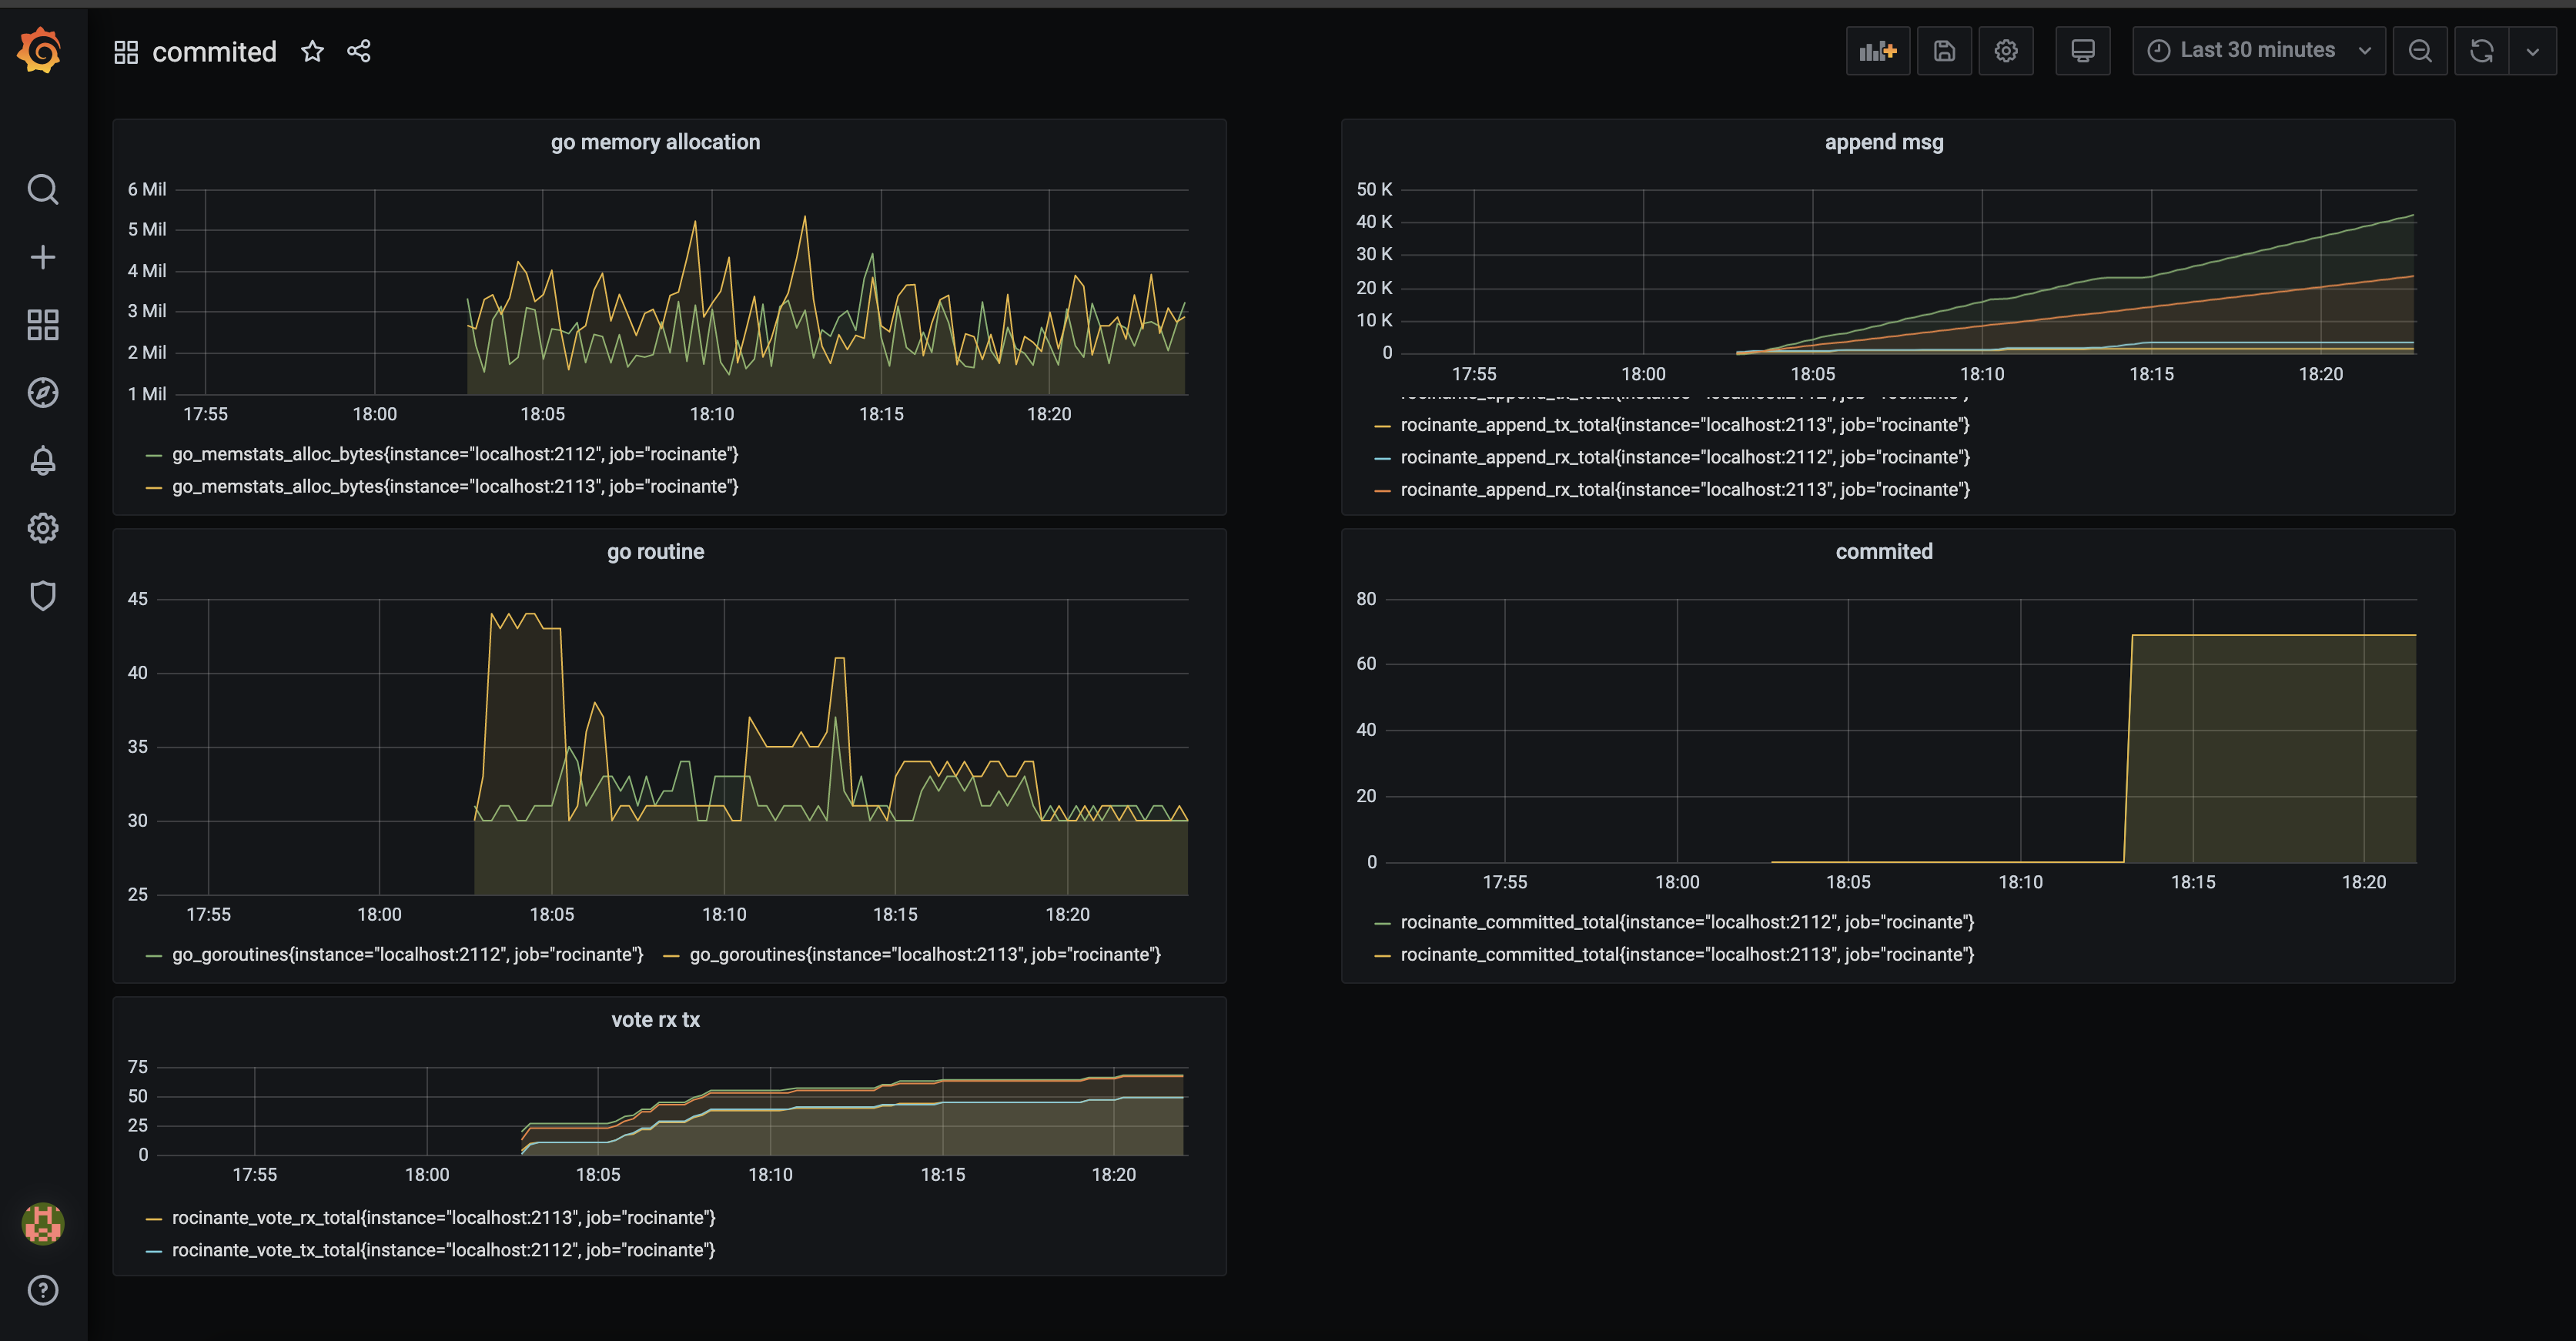 commited
Last 30 minutes
go memory allocation
6 Mil
5 Mil
4 Mil
3 Mil
2 Mil
1 Mil
17:55 18:00 18:05 18:10 18:15 18:20
go_memstats_alloc_bytes{instance="localhost:2112", job="rocinante"}
go_memstats_alloc_bytes{instance="localhost:2113", job="rocinante"}
append msg
50 K
40 K
30 K
20 K
10 K
0
17:55 18:00 18:05 18:10 18:15 18:20
rocinante_append_tx_total{instance="localhost:2112", job="rocinante"}
rocinante_append_tx_total{instance="localhost:2113", job="rocinante"}
rocinante_append_rx_total{instance="localhost:2112", job="rocinante"}
rocinante_append_rx_total{instance="localhost:2113", job="rocinante"}
go routine
45
40
35
30
25
17:55 18:00 18:05 18:10 18:15 18:20
go_goroutines{instance="localhost:2112", job="rocinante"} go_goroutines{instance="localhost:2113", job="rocinante"}
commited
80
60
40
20
0
17:55 18:00 18:05 18:10 18:15 18:20
rocinante_committed_total{instance="localhost:2112", job="rocinante"}
rocinante_committed_total{instance="localhost:2113", job="rocinante"}
vote rx tx
75
50
25
0
17:55 18:00 18:05 18:10 18:15 18:20
rocinante_vote_rx_total{instance="localhost:2113", job="rocinante"}
rocinante_vote_tx_total{instance="localhost:2112", job="rocinante"}